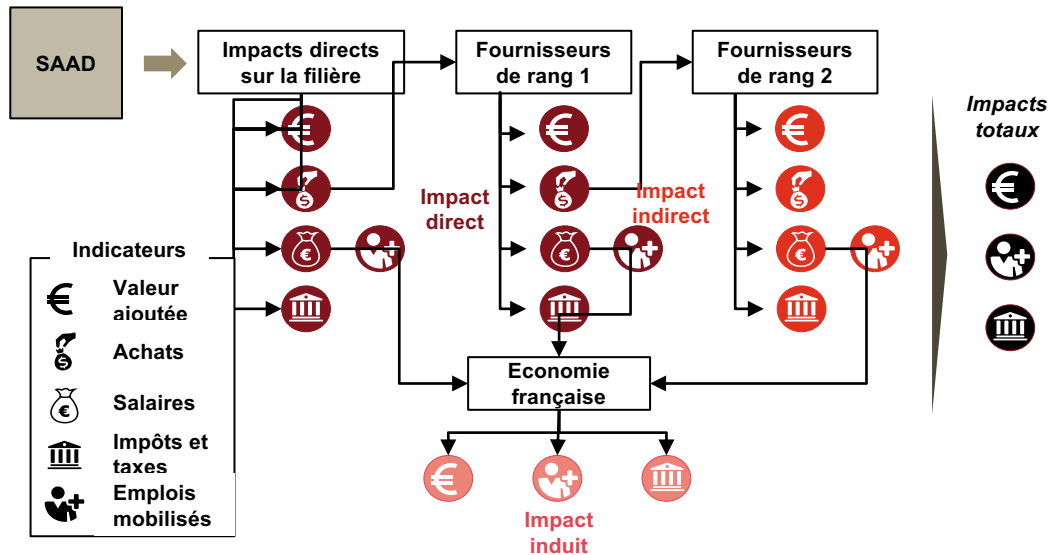 SAAD
Impacts directs
sur la filière
Fournisseurs
de rang 1
Fournisseurs
de rang 2
Impacts
totaux
Impact
direct
Impact
indirect
Indicateurs
Valeur
ajoutée
Achats
Salaires
Impôts et
taxes
Emplois
mobilisés
Economie
française
Impact
induit